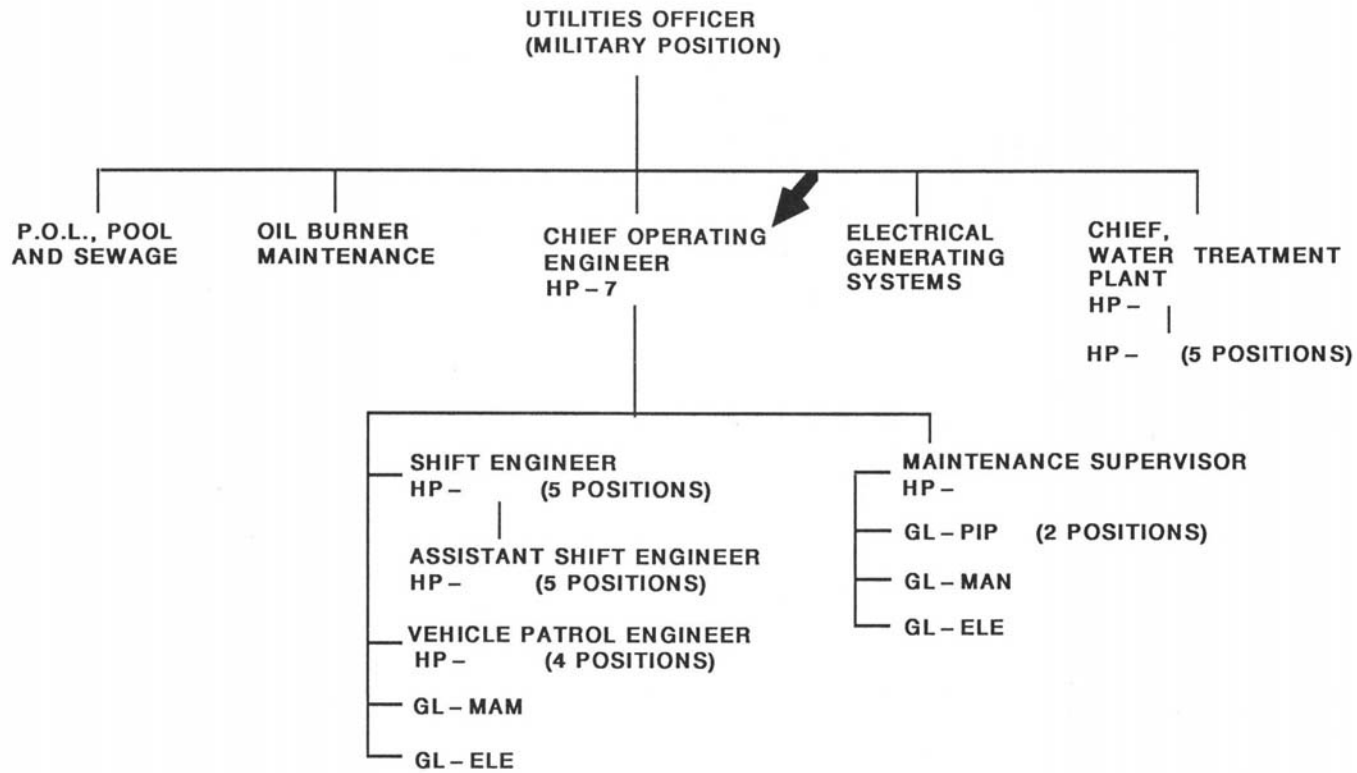 UTILITIES OFFICER
(MILITARY POSITION)
P.O.L., POOL
AND SEWAGE
OIL BURNER
MAINTENANCE
CHIEF OPERATING
ENGINEER
HP-7
ELECTRICAL
GENERATING
SYSTEMS
CHIEF,
WATER TREATMENT
PLANT
HP-
HP- (5 POSITIONS)
SHIFT ENGINEER
HP- (5 POSITIONS)
ASSISTANT SHIFT ENGINEER
HP- (5 POSITIONS)
VEHICLE PATROL ENGINEER
HP- (4 POSITIONS)
GL-MAM
GL-ELE
MAINTENANCE SUPERVISOR
HP-
GL-PIP (2 POSITIONS)
GL-MAN
GL-ELE